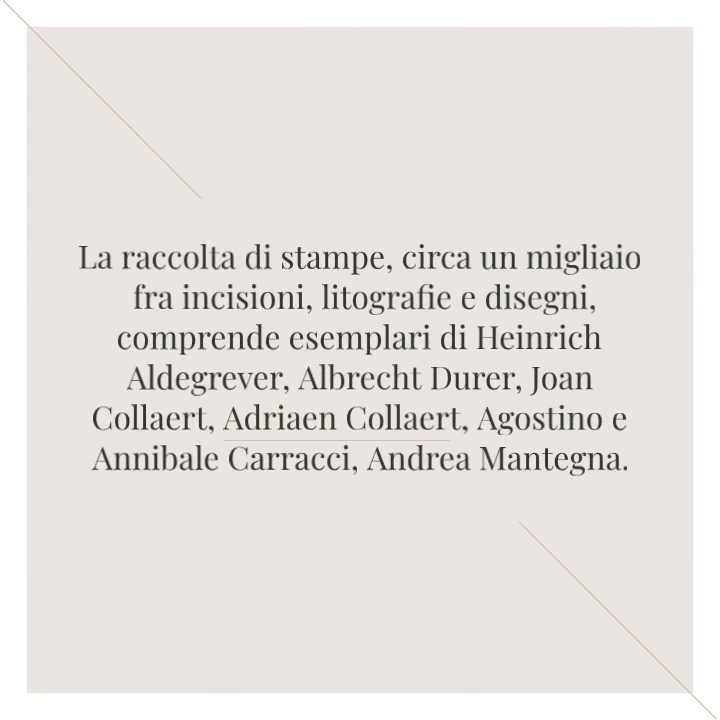 La raccolta di stampe, circa un migliaio
fra incisioni, litografie e disegni,
comprende esemplari di Heinrich
Aldegrever, Albrecht Durer, Joan
Collaert, Adriaen Collaert, Agostino e
Annibale Carracci, Andrea Mantegna.